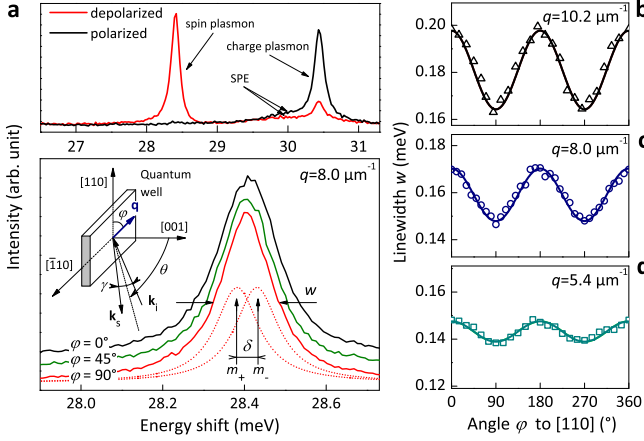 a
depolarized
polarized
spin plasmon
charge plasmon
SPE
27 28 29 30 31
Intensity (arb. unit)
q=8.0 µm⁻¹
[110]
Quantum
well
q
φ
[001]
[1̅10]
θ
γ
kₛ
kᵢ
w
φ = 0°
φ = 45°
φ = 90°
δ
m₊ m₋
28.0 28.2 28.4 28.6
Energy shift (meV)
b
q=10.2 µm⁻¹
0.20
0.18
0.16
q=8.0 µm⁻¹
0.18
0.16
0.14
Linewidth w (meV)
q=5.4 µm⁻¹
0.16
0.14
0.12
0 90 180 270 360
Angle φ to [110] (°)